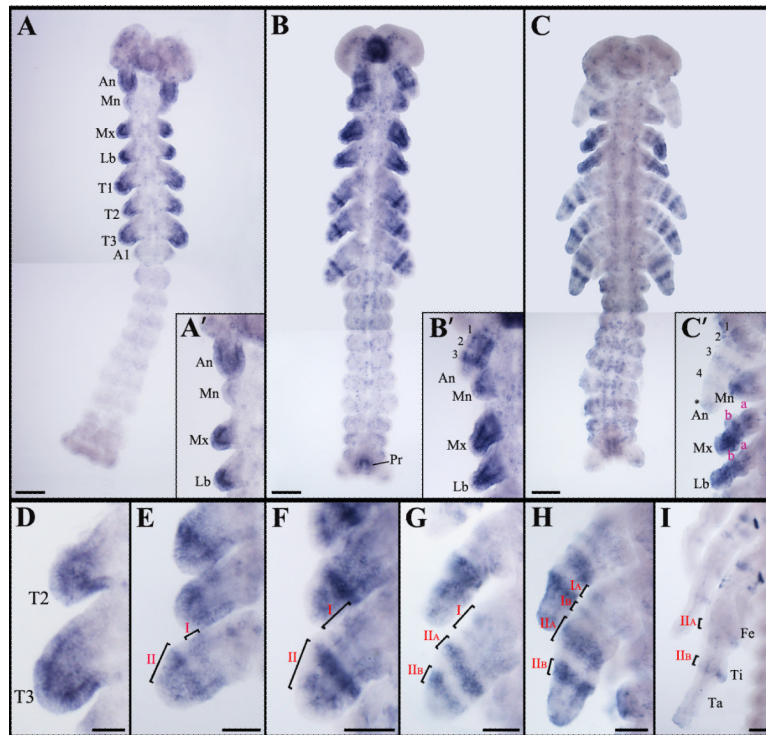 A
An
Mn
Mx
Lb
T1
T2
T3
A1
A′
An
Mn
Mx
Lb
B
Pr
B′
1
2
3
An
Mn
Mx
Lb
C
C′
1
2
3
4
*
An
Mn
a
b
Mx
a
b
Lb
D
T2
T3
E
I
II
F
I
II
G
I
IIA
IIB
H
IA
IB
IIA
IIB
I
IIA
IIB
Fe
Ti
Ta